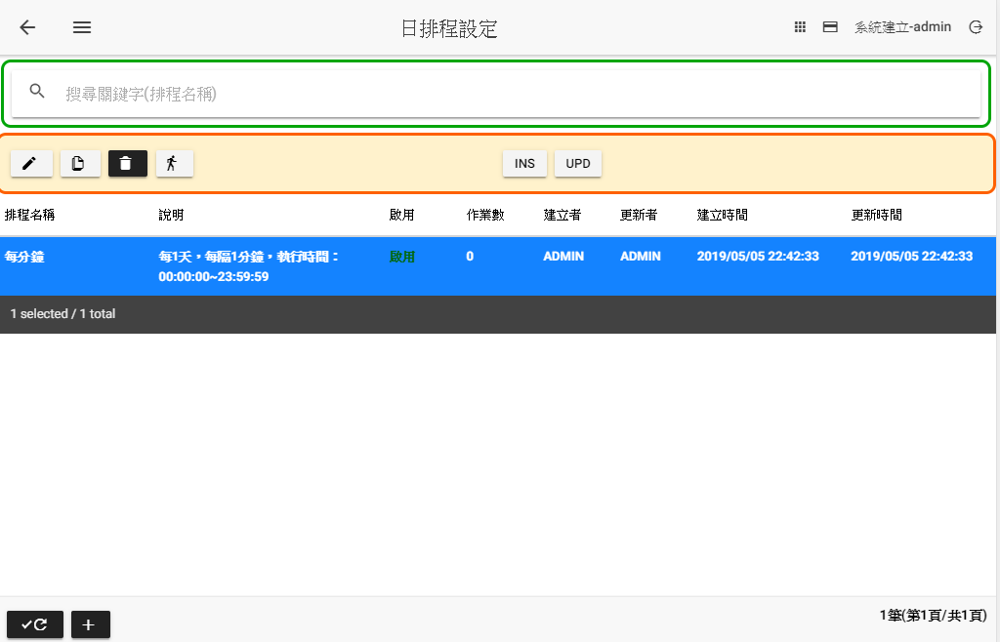 日排程設定
系統建立-admin
搜尋關鍵字(排程名稱)
INS UPD
排程名稱 說明 啟用 作業數 建立者 更新者 建立時間 更新時間
每分鐘 每1天，每隔1分鐘，執行時間： 啟用 0 ADMIN ADMIN 2019/05/05 22:42:33 2019/05/05 22:42:33
00:00:00~23:59:59
1 selected / 1 total
1筆(第1頁/共1頁)